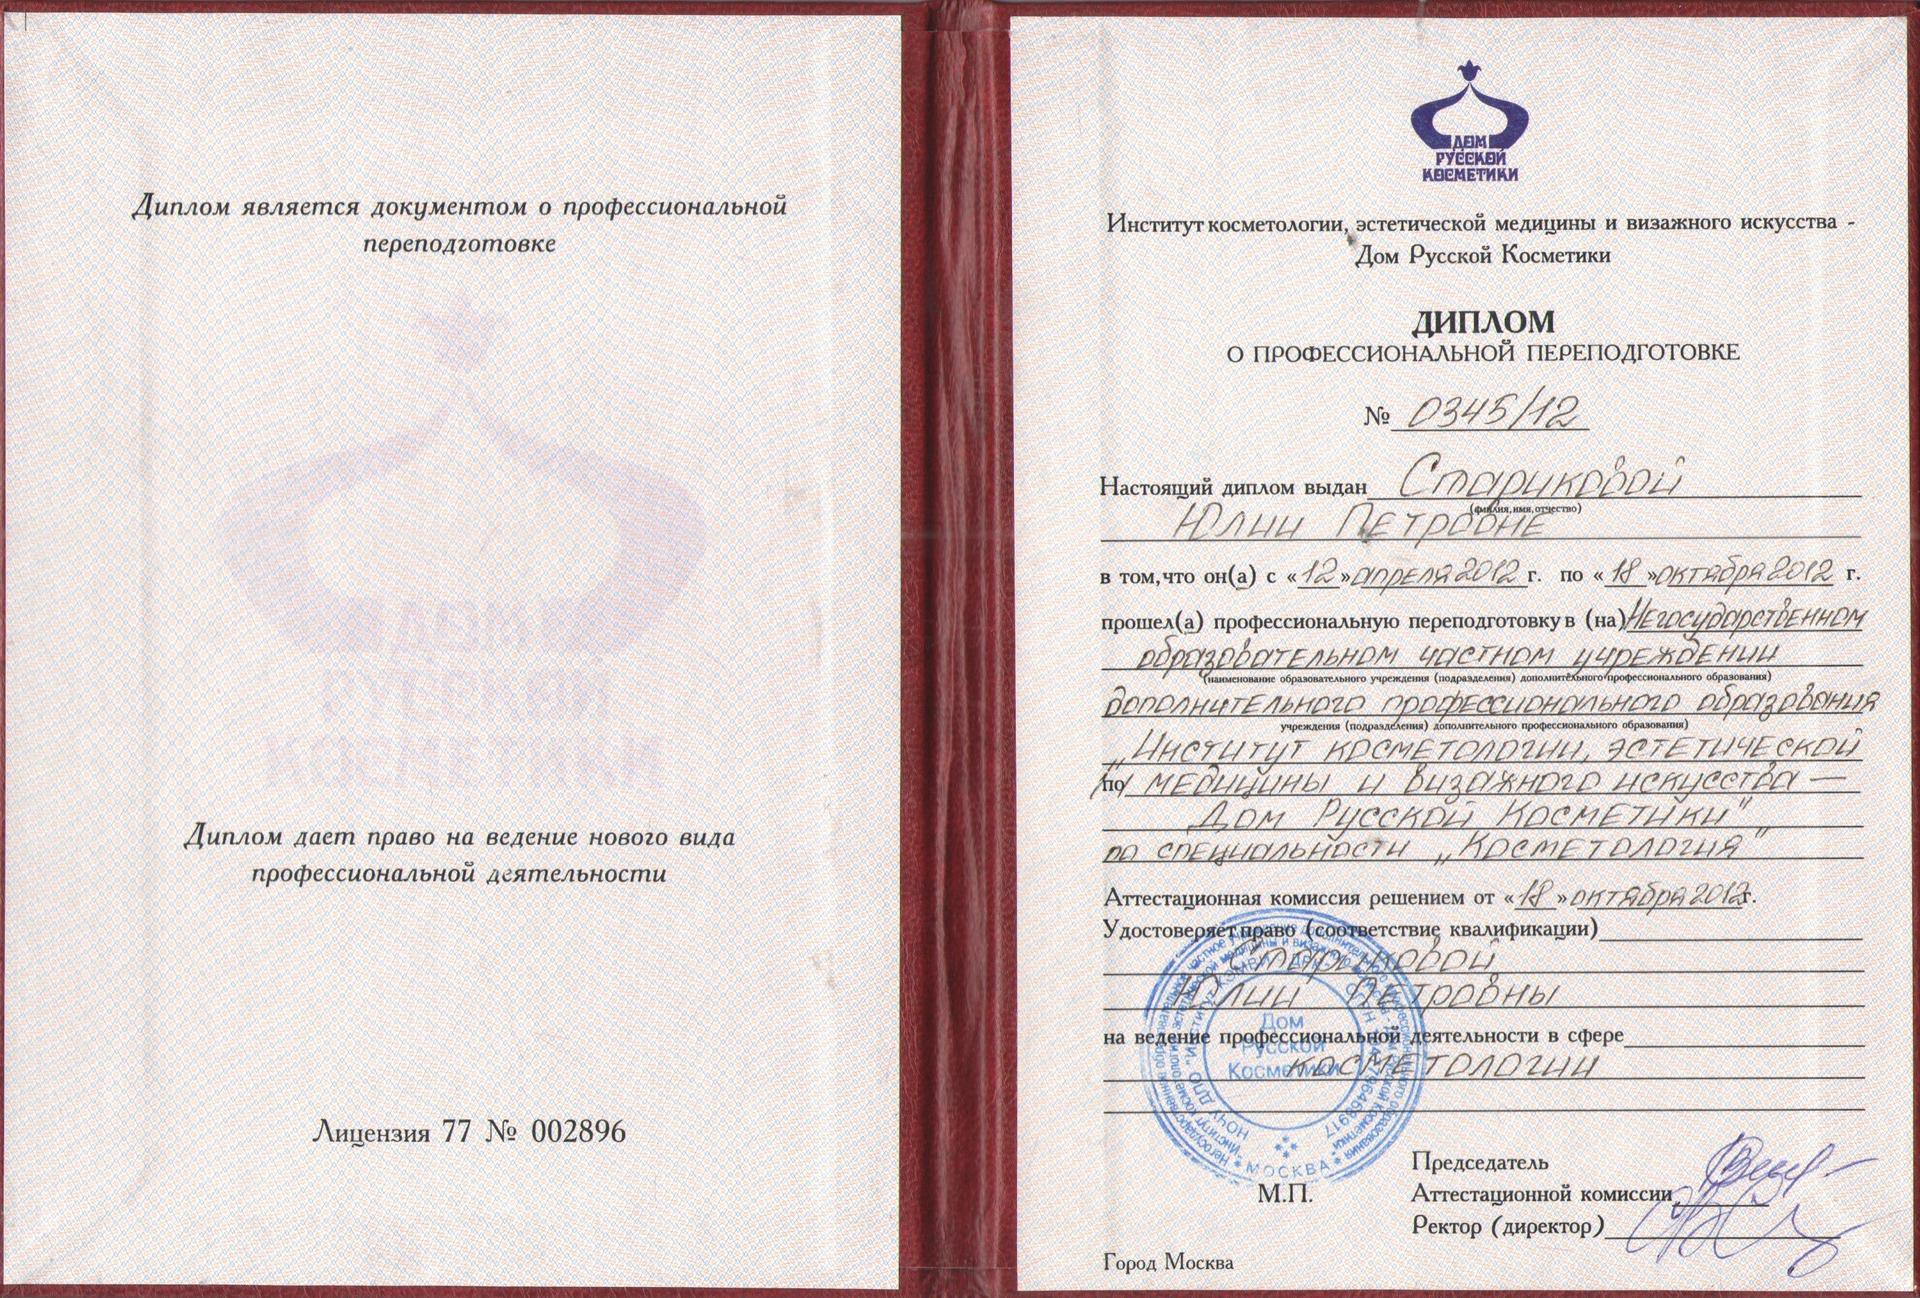 Диплом является документом о профессиональной
переподготовке
Диплом дает право на ведение нового вида
профессиональной деятельности
Лицензия 77 № 002896
ДОМ
РУССКОЙ
КОСМЕТИКИ
Институт косметологии, эстетической медицины и визажного искусства -
Дом Русской Косметики
ДИПЛОМ
О ПРОФЕССИОНАЛЬНОЙ ПЕРЕПОДГОТОВКЕ
№ 0345/12
Настоящий диплом выдан Стариковой
(фамилия, имя, отчество)
Юлии Петровне
в том, что он(а) с «12» апреля 2012 г. по «18» октября 2012 г.
прошел(а) профессиональную переподготовку в (на) Негосударственном
образовательном частном учреждении
(наименование образовательного учреждения (подразделения) дополнительного профессионального образования)
дополнительного профессионального образования
учреждения (подразделения) дополнительного профессионального образования)
„Институт косметологии, эстетической
по медицины и визажного искусства —
Дом Русской Косметики"
по специальности „Косметология"
Аттестационная комиссия решением от «18» октября 2012 г.
Удостоверяет право (соответствие квалификации)
Стариковой
Юлии Петровны
на ведение профессиональной деятельности в сфере
косметологии
Дом
Русской
Косметики
МОСКВА
М.П.
Председатель
Аттестационной комиссии
Ректор (директор)
Город Москва